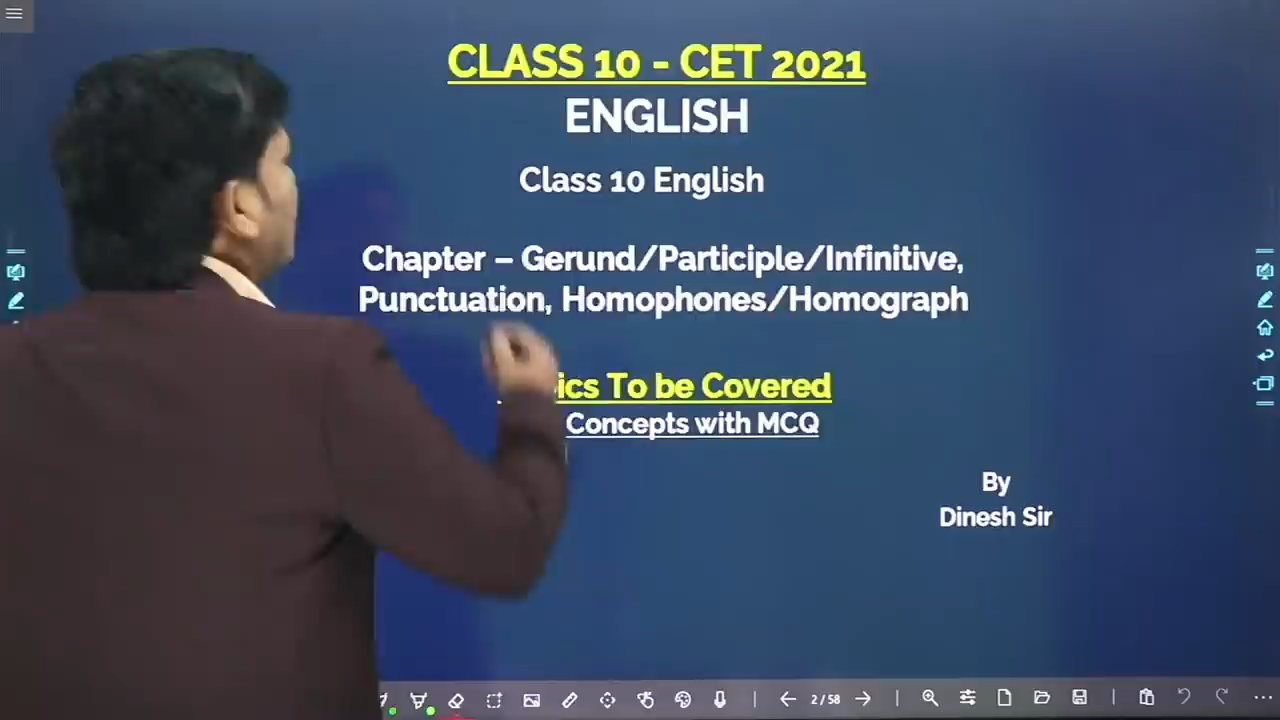 CLASS 10 - CET 2021
ENGLISH
Class 10 English
Chapter – Gerund/Participle/Infinitive,
Punctuation, Homophones/Homograph
To be Covered
Concepts with MCQ
By
Dinesh Sir
2/58